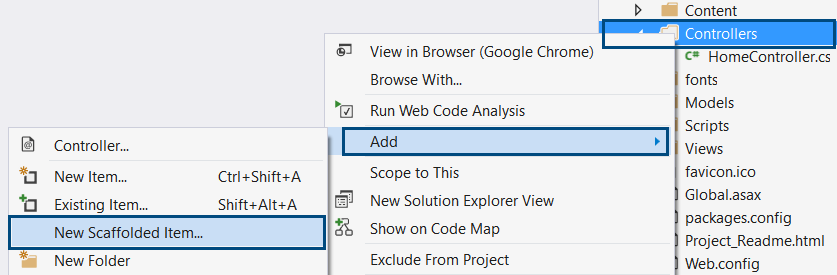 Content
Controllers
HomeController.cs
fonts
Models
Scripts
Views
favicon.ico
Global.asax
packages.config
Project_Readme.html
Web.config
View in Browser (Google Chrome)
Browse With...
Run Web Code Analysis
Add
Scope to This
New Solution Explorer View
Show on Code Map
Exclude From Project
Controller...
New Item... Ctrl+Shift+A
Existing Item... Shift+Alt+A
New Scaffolded Item...
New Folder